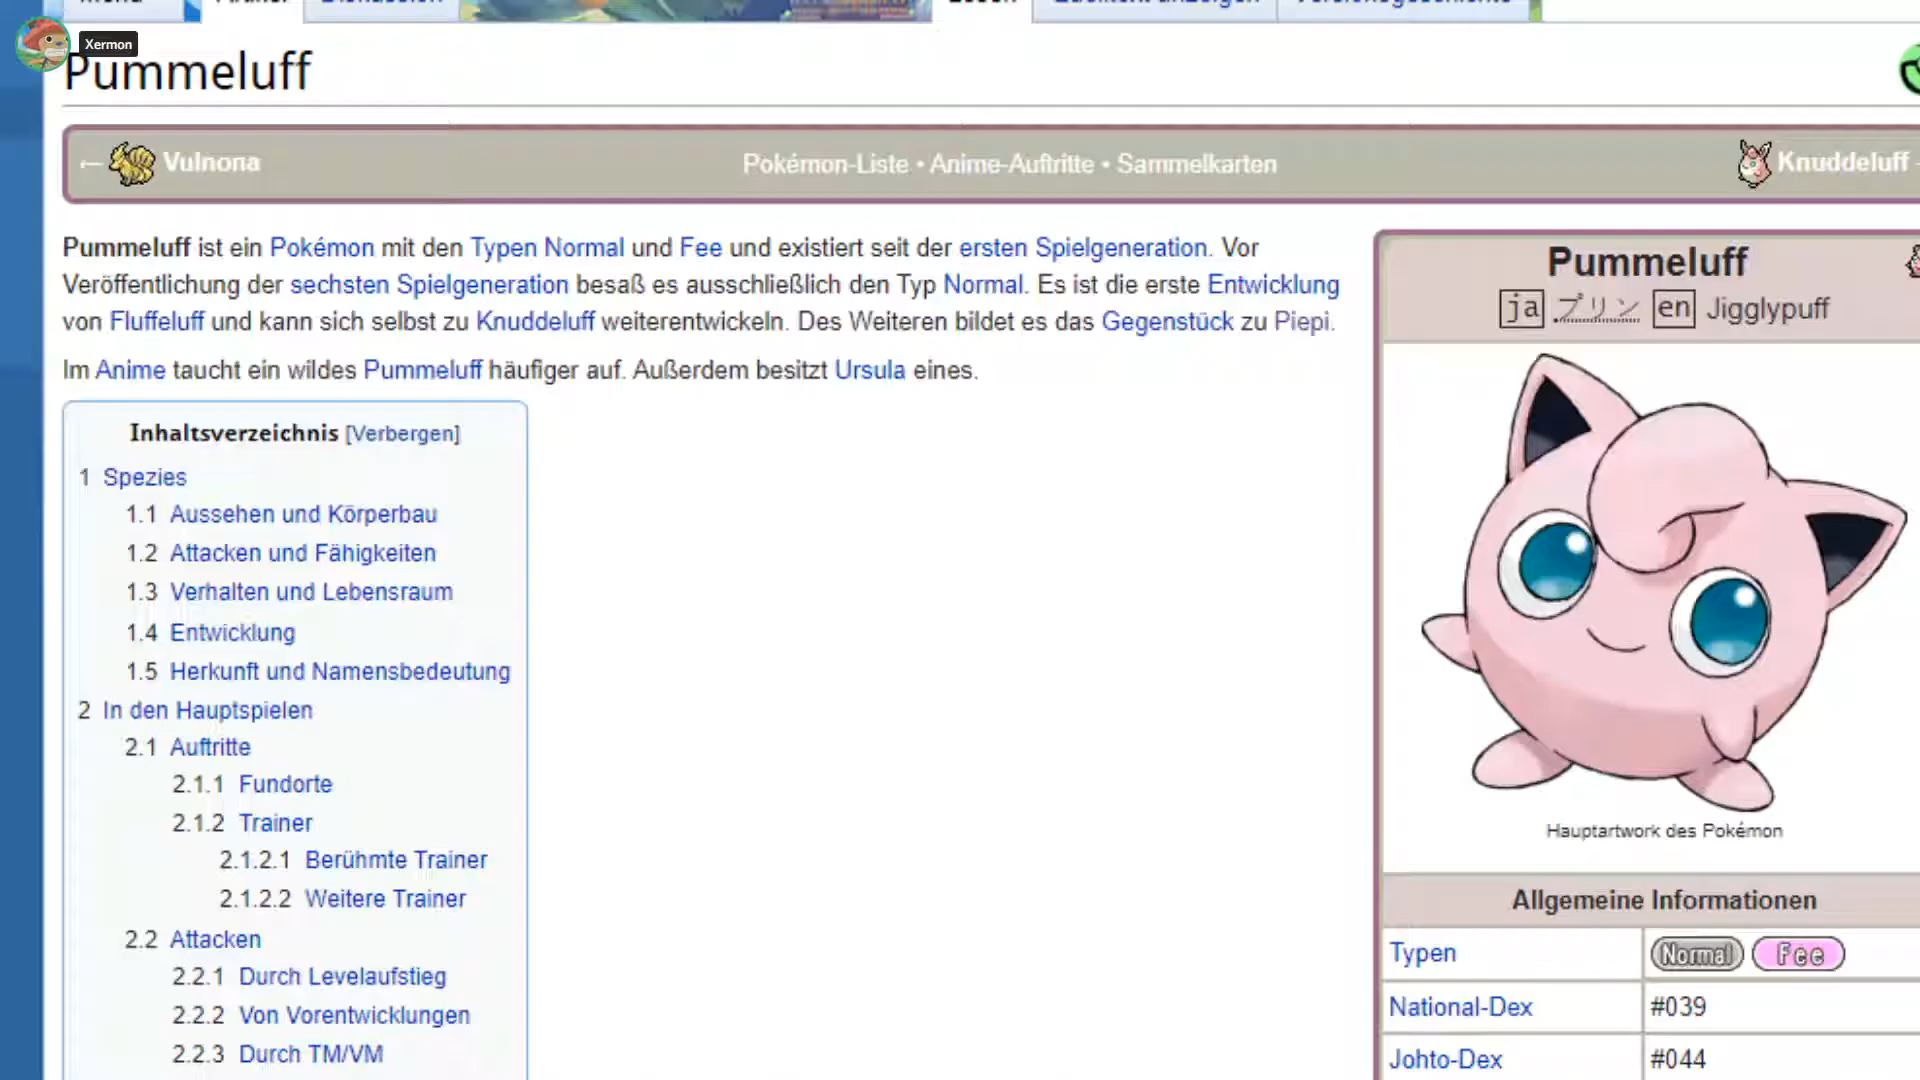 Xermon
Pummeluff
← Vulnona
Pokémon-Liste • Anime-Auftritte • Sammelkarten
Knuddeluff
Pummeluff ist ein Pokémon mit den Typen Normal und Fee und existiert seit der ersten Spielgeneration. Vor
Veröffentlichung der sechsten Spielgeneration besaß es ausschließlich den Typ Normal. Es ist die erste Entwicklung
von Fluffeluff und kann sich selbst zu Knuddeluff weiterentwickeln. Des Weiteren bildet es das Gegenstück zu Piepi.
Im Anime taucht ein wildes Pummeluff häufiger auf. Außerdem besitzt Ursula eines.
Inhaltsverzeichnis [Verbergen]
1 Spezies
1.1 Aussehen und Körperbau
1.2 Attacken und Fähigkeiten
1.3 Verhalten und Lebensraum
1.4 Entwicklung
1.5 Herkunft und Namensbedeutung
2 In den Hauptspielen
2.1 Auftritte
2.1.1 Fundorte
2.1.2 Trainer
2.1.2.1 Berühmte Trainer
2.1.2.2 Weitere Trainer
2.2 Attacken
2.2.1 Durch Levelaufstieg
2.2.2 Von Vorentwicklungen
2.2.3 Durch TM/VM
Pummeluff
ja プリン en Jigglypuff
Hauptartwork des Pokémon
Allgemeine Informationen
Typen Normal Fee
National-Dex #039
Johto-Dex #044